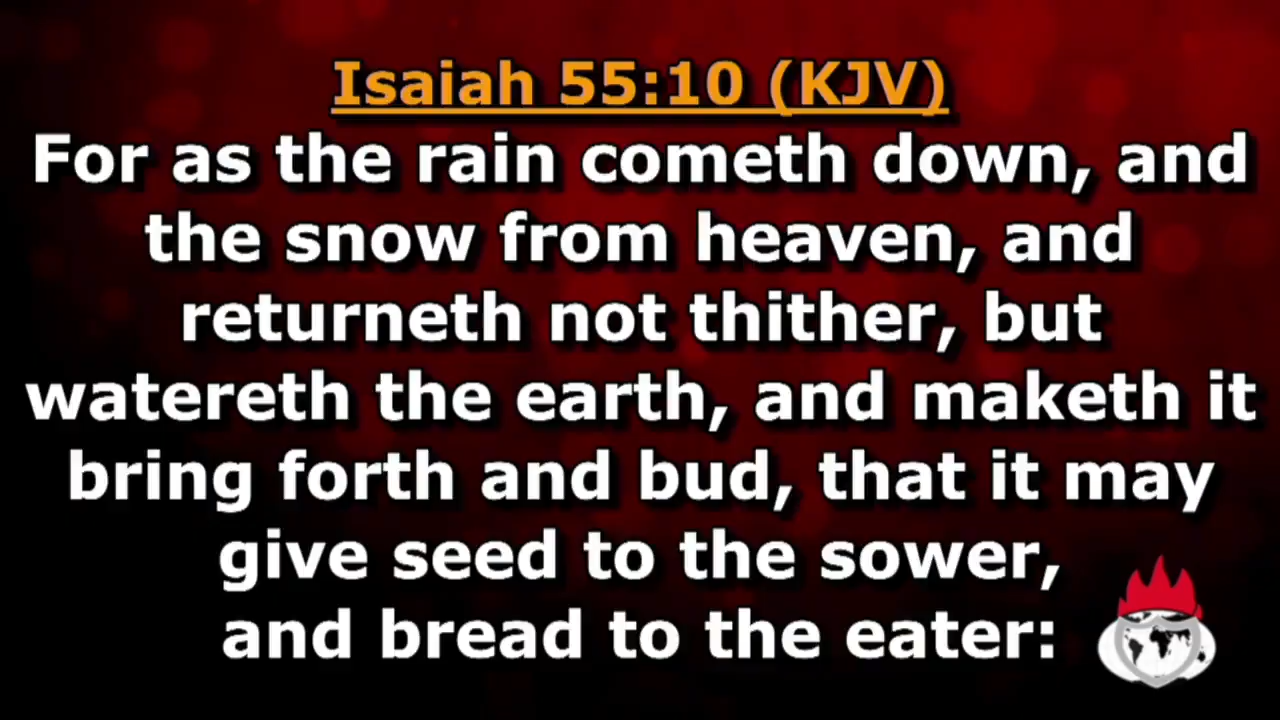 Isaiah 55:10 (KJV)
For as the rain cometh down, and
the snow from heaven, and
returneth not thither, but
watereth the earth, and maketh it
bring forth and bud, that it may
give seed to the sower,
and bread to the eater: